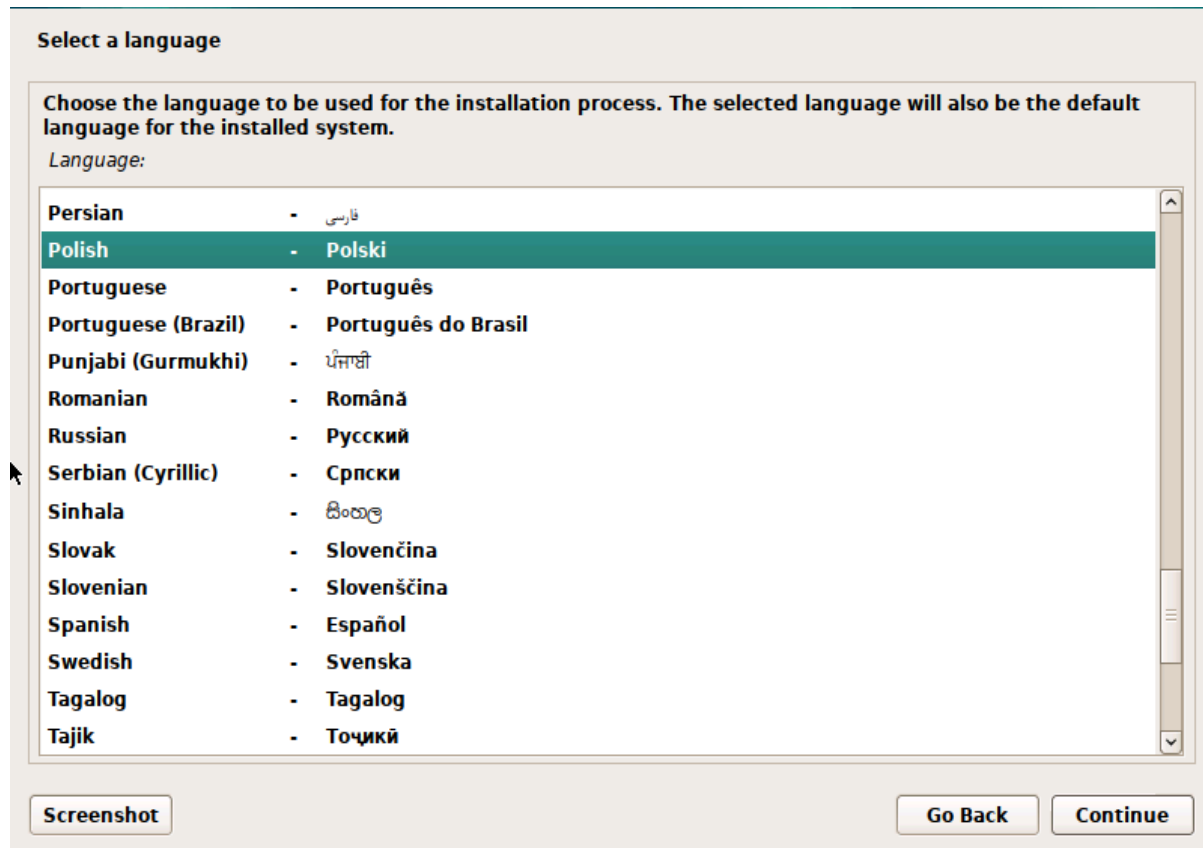 Select a language
Choose the language to be used for the installation process. The selected language will also be the default
language for the installed system.
Language:
Persian - فارسی
Polish - Polski
Portuguese - Português
Portuguese (Brazil) - Português do Brasil
Punjabi (Gurmukhi) - ਪੰਜਾਬੀ
Romanian - Română
Russian - Русский
Serbian (Cyrillic) - Српски
Sinhala - සිංහල
Slovak - Slovenčina
Slovenian - Slovenščina
Spanish - Español
Swedish - Svenska
Tagalog - Tagalog
Tajik - Тоҷикӣ
Screenshot Go Back Continue